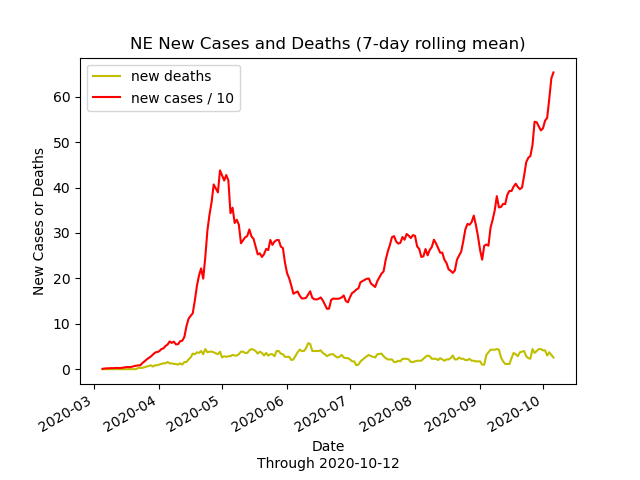 NE New Cases and Deaths (7-day rolling mean)
new deaths
new cases / 10
New Cases or Deaths
60
50
40
30
20
10
0
2020-03
2020-04
2020-05
2020-06
2020-07
2020-08
2020-09
2020-10
Date
Through 2020-10-12